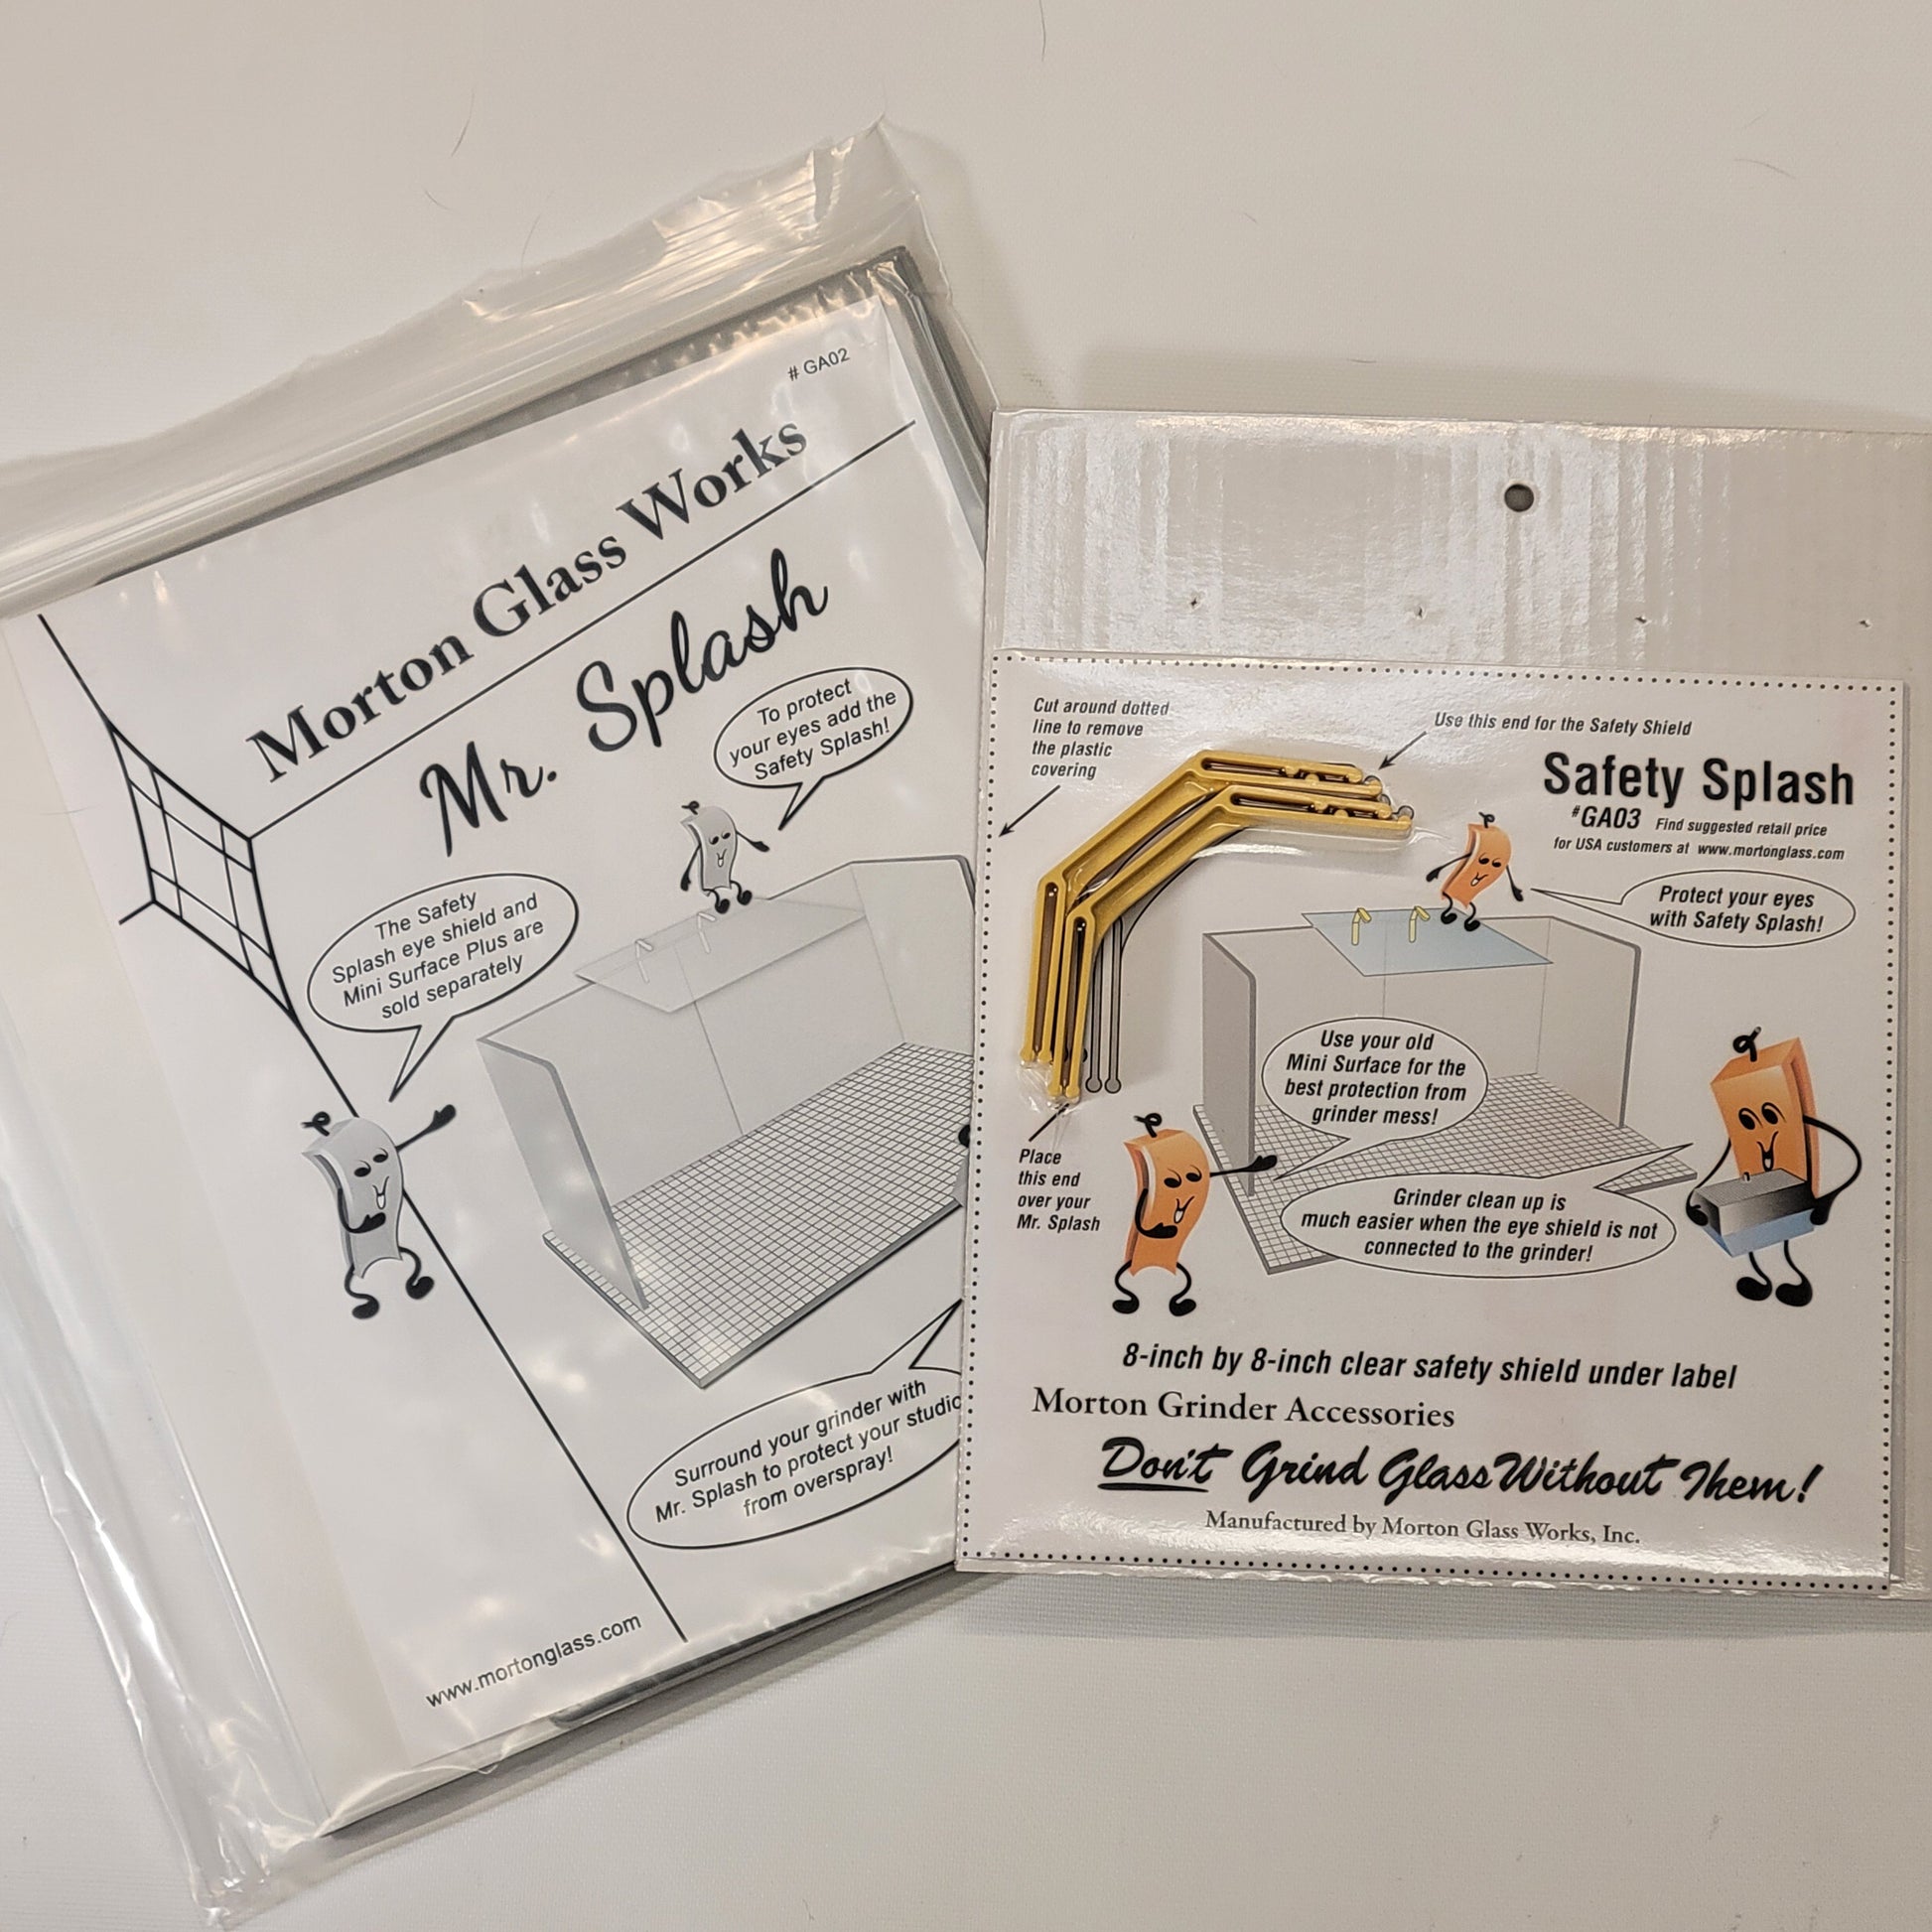 # GA02
Morton Glass Works
Mr. Splash
To protect
your eyes add the
Safety Splash!
The Safety
Splash eye shield and
Mini Surface Plus are
sold separately
Surround your grinder with
Mr. Splash to protect your studio
from overspray!
www.mortonglass.com
Cut around dotted
line to remove
the plastic
covering
Use this end for the Safety Shield
Safety Splash
#GA03 Find suggested retail price
for USA customers at www.mortonglass.com
Protect your eyes
with Safety Splash!
Use your old
Mini Surface for the
best protection from
grinder mess!
Place
this end
over your
Mr. Splash
Grinder clean up is
much easier when the eye shield is not
connected to the grinder!
8-inch by 8-inch clear safety shield under label
Morton Grinder Accessories
Don't Grind Glass Without Them!
Manufactured by Morton Glass Works, Inc.